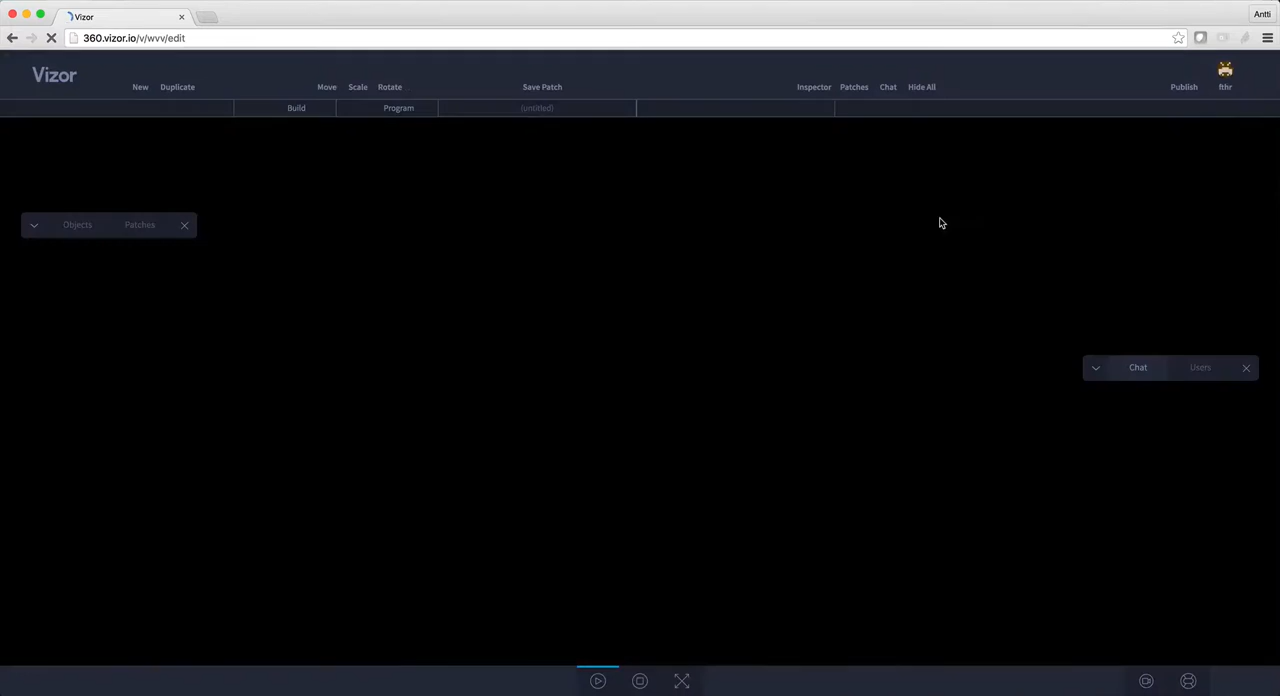 Vizor
Antti
360.vizor.io/v/wvv/edit
Vizor
New Duplicate Move Scale Rotate Save Patch Inspector Patches Chat Hide All Publish fthr
Build Program (untitled)
Objects Patches
Chat Users